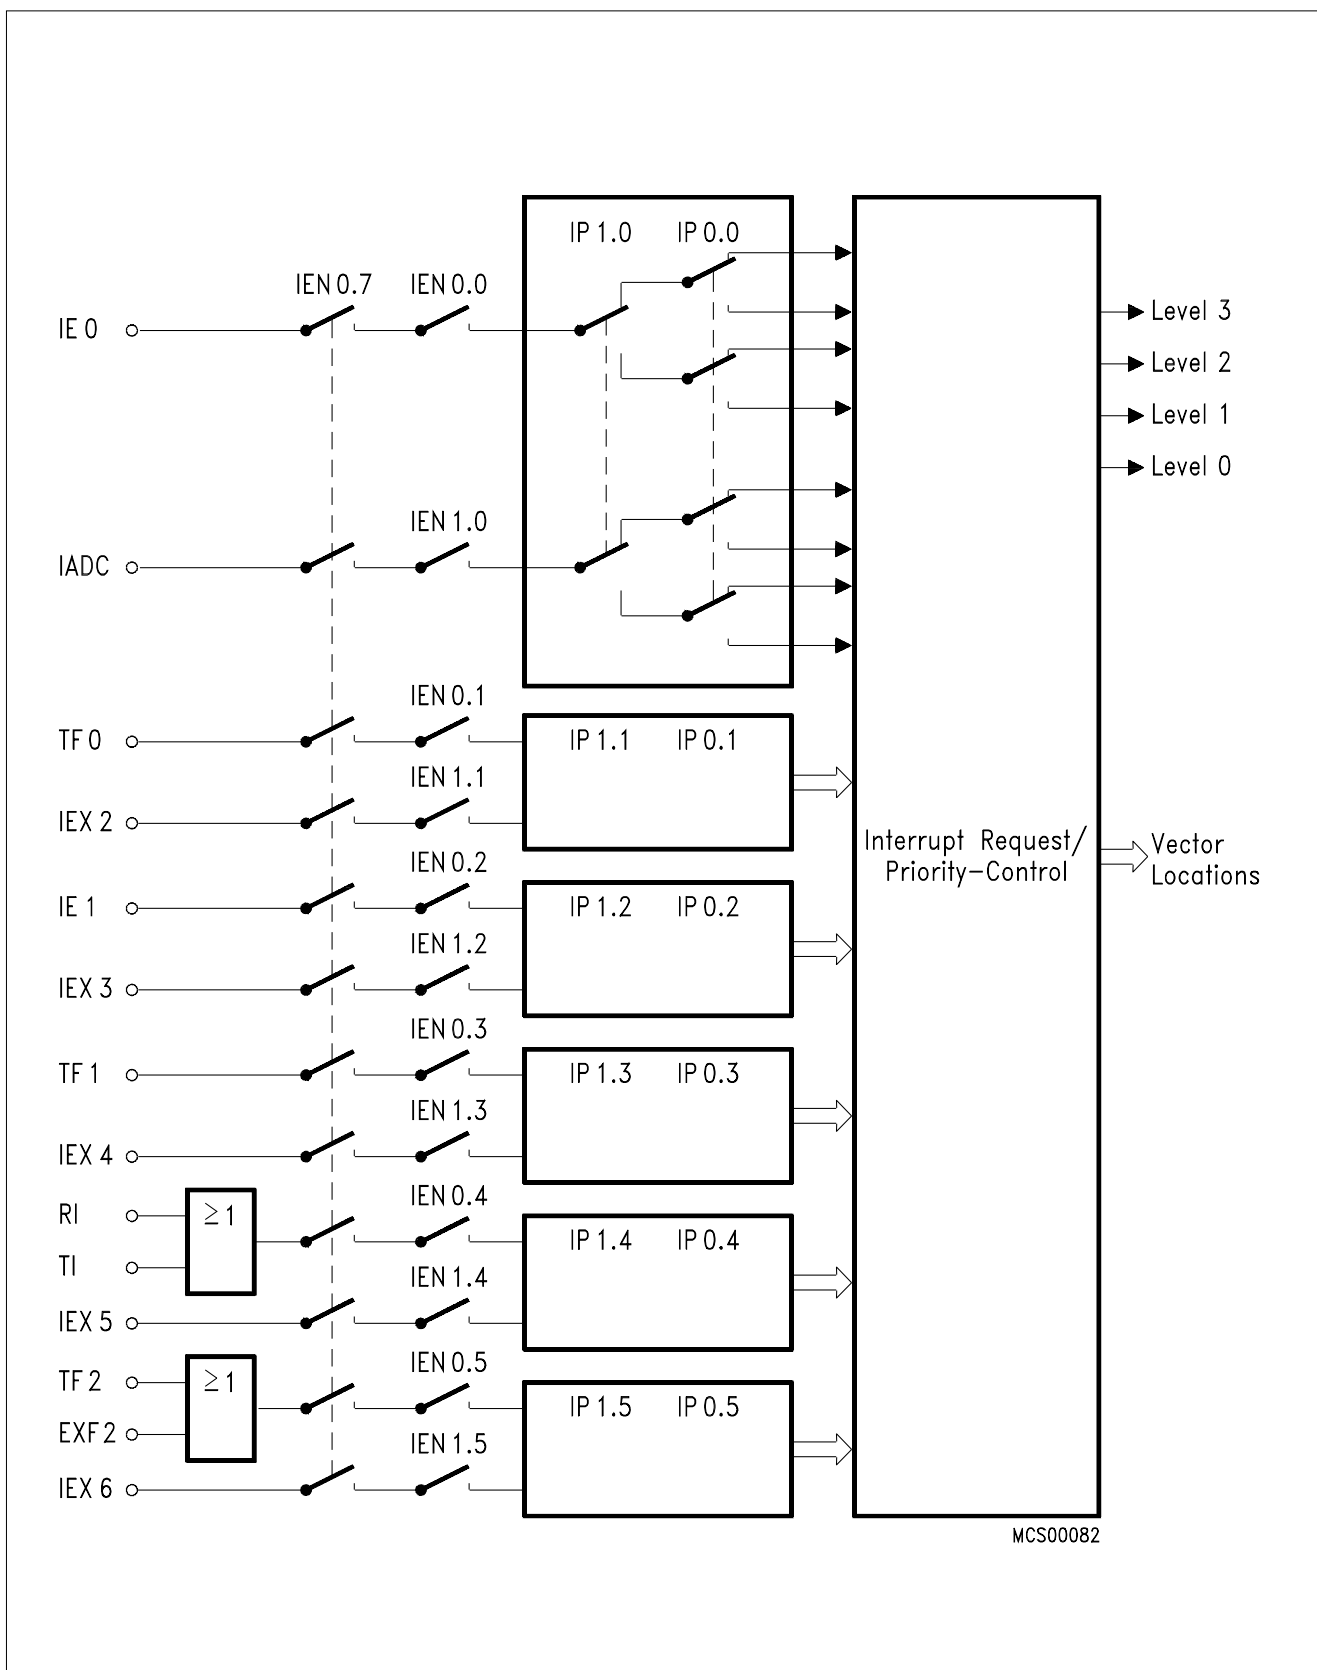 IP 1.0 IP 0.0
IEN 0.7 IEN 0.0
IE 0
Level 3
Level 2
Level 1
Level 0
IEN 1.0
IADC
IEN 0.1
TF 0
IP 1.1 IP 0.1
IEN 1.1
IEX 2
Interrupt Request/
Priority-Control
Vector
Locations
IEN 0.2
IE 1
IP 1.2 IP 0.2
IEN 1.2
IEX 3
IEN 0.3
TF 1
IP 1.3 IP 0.3
IEN 1.3
IEX 4
IEN 0.4
RI
≥1
TI
IP 1.4 IP 0.4
IEN 1.4
IEX 5
IEN 0.5
TF 2
≥1
EXF 2
IP 1.5 IP 0.5
IEN 1.5
IEX 6
MCS00082